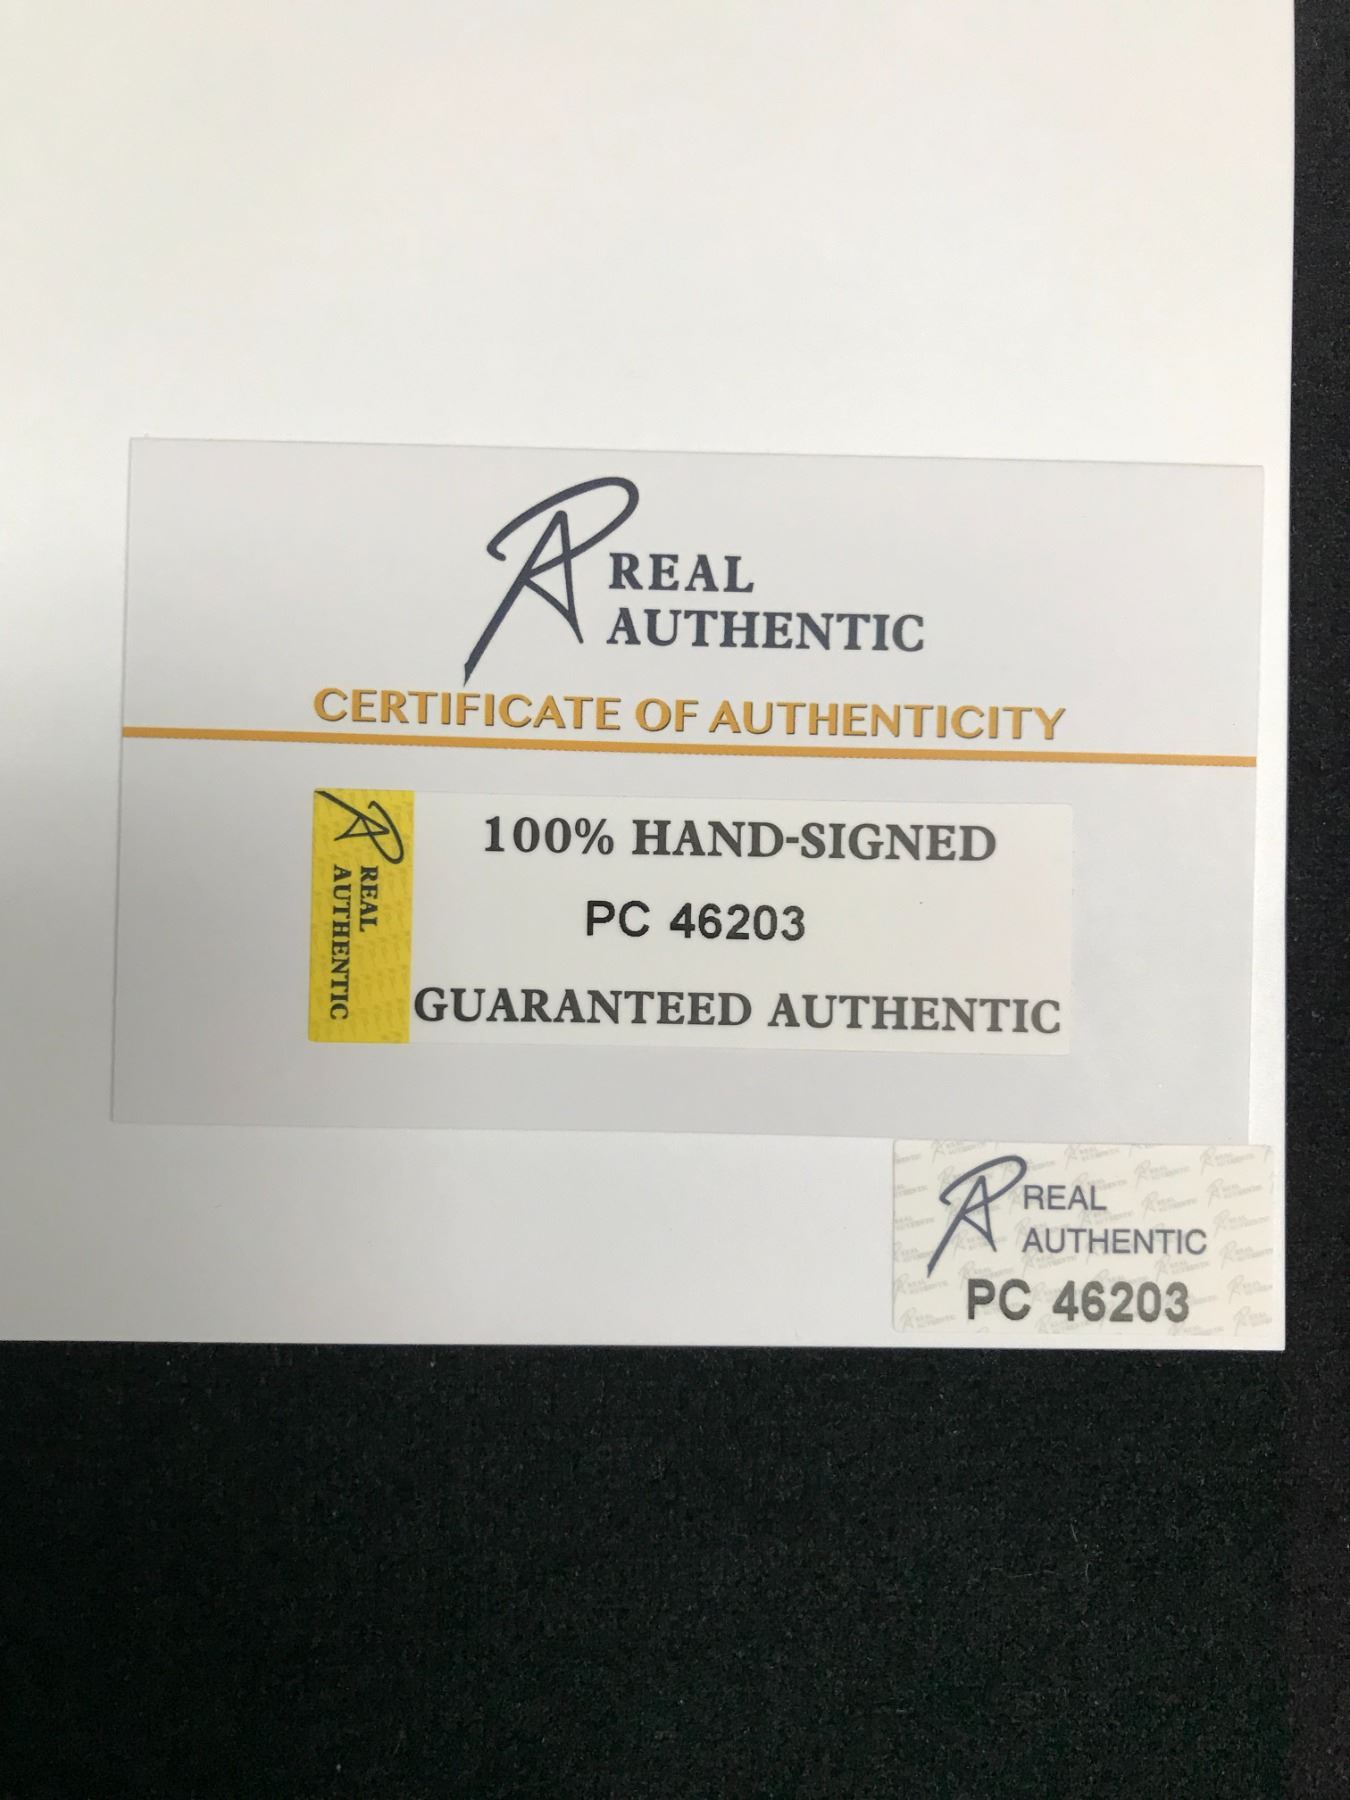 REAL
AUTHENTIC
CERTIFICATE OF AUTHENTICITY
REAL
AUTHENTIC
100% HAND-SIGNED
PC 46203
GUARANTEED AUTHENTIC
REAL
AUTHENTIC
PC 46203